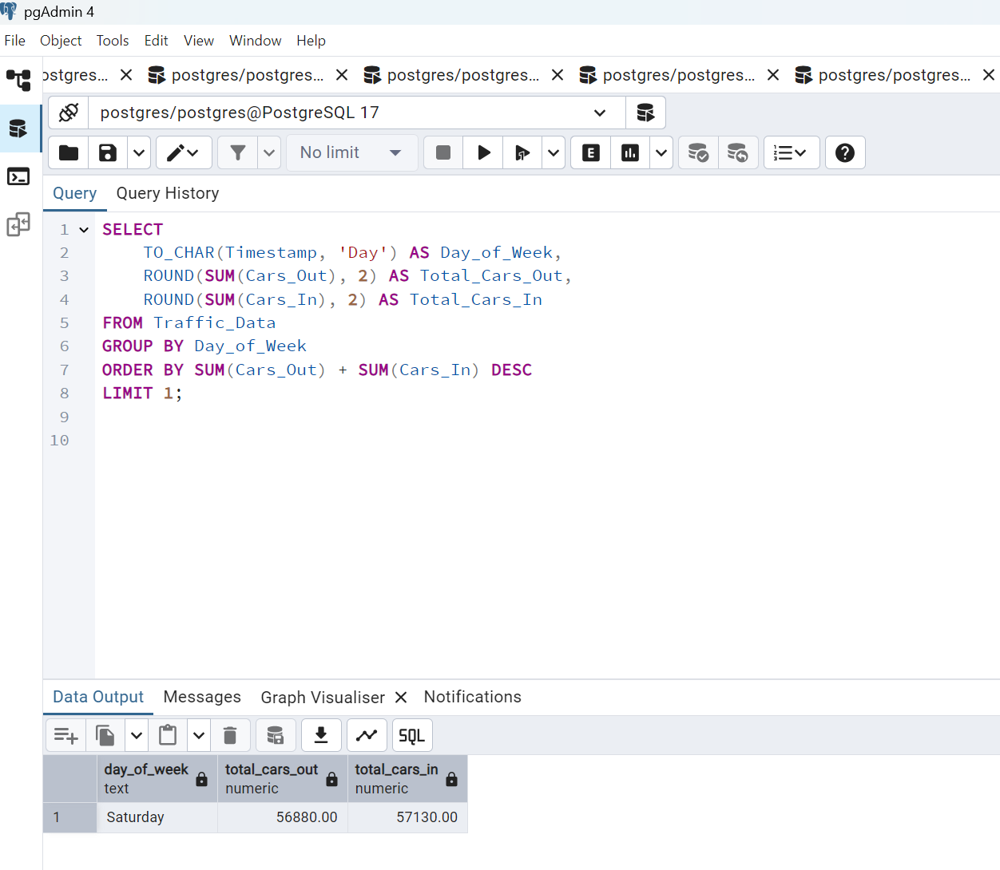 pgAdmin 4
File Object Tools Edit View Window Help
ostgres... postgres/postgres... postgres/postgres... postgres/postgres... postgres/postgres...
postgres/postgres@PostgreSQL 17
No limit E
Query Query History
1 SELECT
2 TO_CHAR(Timestamp, 'Day') AS Day_of_Week,
3 ROUND(SUM(Cars_Out), 2) AS Total_Cars_Out,
4 ROUND(SUM(Cars_In), 2) AS Total_Cars_In
5 FROM Traffic_Data
6 GROUP BY Day_of_Week
7 ORDER BY SUM(Cars_Out) + SUM(Cars_In) DESC
8 LIMIT 1;
9
10
Data Output Messages Graph Visualiser Notifications
SQL
day_of_week total_cars_out total_cars_in
text numeric numeric
1 Saturday 56880.00 57130.00